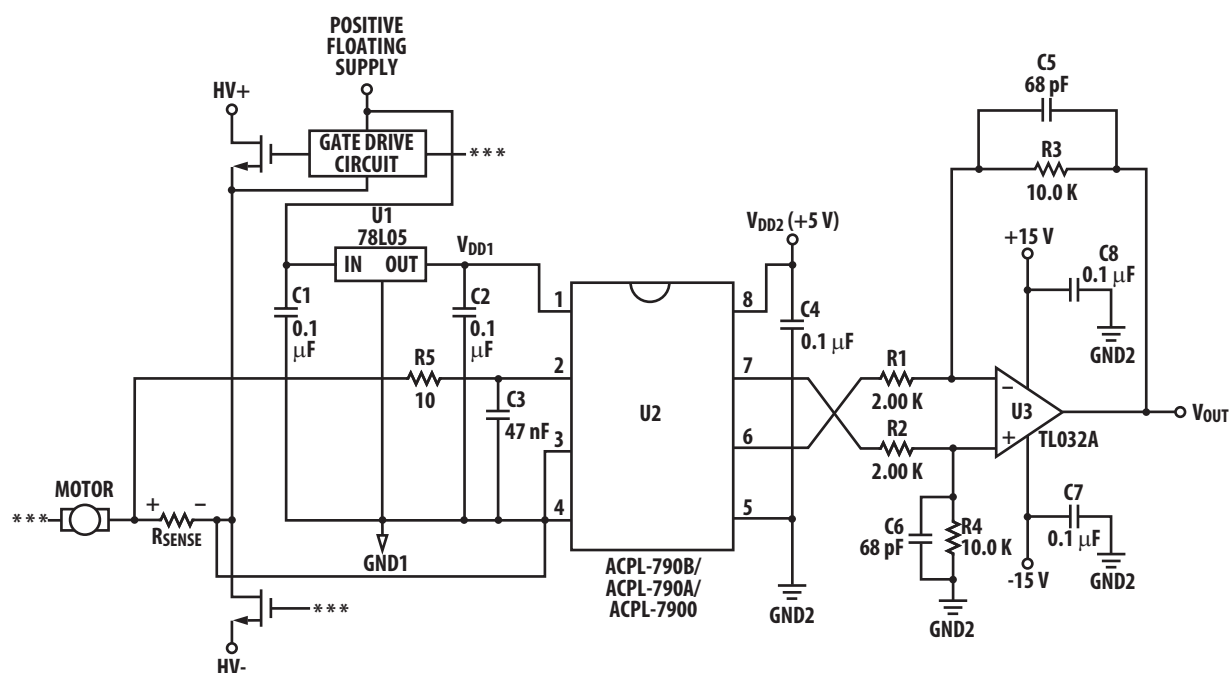 POSITIVE
FLOATING
SUPPLY
HV+
GATE DRIVE
CIRCUIT
***
U1
78L05
IN OUT
VDD1
C1
0.1
μF
C2
0.1
μF
R5
10
C3
47 nF
MOTOR
***
+ -
RSENSE
GND1
***
HV-
1
2
3
4
8
7
6
5
U2
ACPL-790B/
ACPL-790A/
ACPL-7900
VDD2 (+5 V)
C4
0.1 μF
GND2
R1
2.00 K
R2
2.00 K
C5
68 pF
R3
10.0 K
+15 V
C8
0.1 μF
GND2
-
+
U3
TL032A
VOUT
C6
68 pF
R4
10.0 K
GND2
C7
0.1 μF
GND2
-15 V